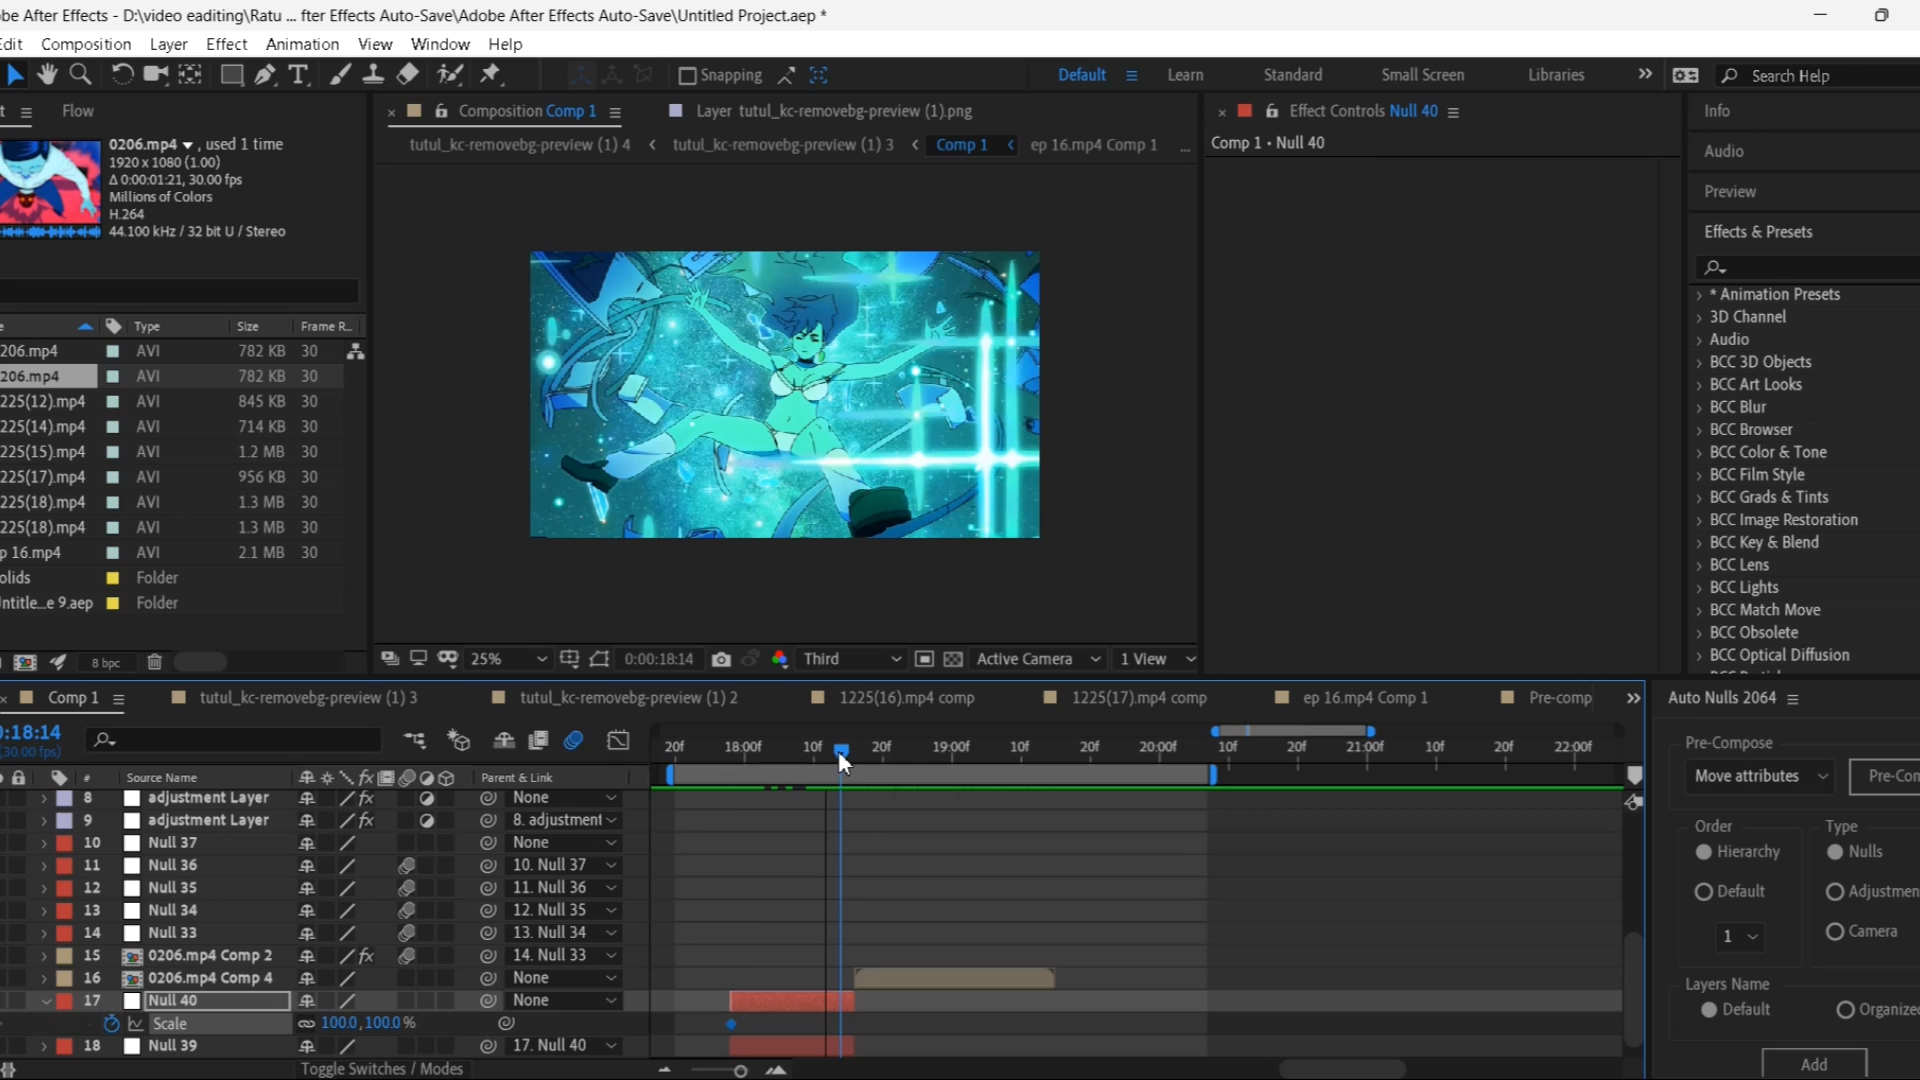 be After Effects - D:\video eaditing\Ratu ... fter Effects Auto-Save\Adobe After Effects Auto-Save\Untitled Project.aep *
Edit Composition Layer Effect Animation View Window Help
Snapping Default Learn Standard Small Screen Libraries Search Help
t Flow
Composition Comp 1 Layer tutul_kc-removebg-preview (1).png
Effect Controls Null 40
Info
0206.mp4 , used 1 time
1920 x 1080 (1.00)
Δ 0:00:01:21, 30.00 fps
Millions of Colors
H.264
44.100 kHz / 32 bit U / Stereo
tutul_kc-removebg-preview (1) 4 < tutul_kc-removebg-preview (1) 3 < Comp 1 < ep 16.mp4 Comp 1 ...
Comp 1 • Null 40
Audio
Preview
Effects & Presets
> * Animation Presets
> 3D Channel
> Audio
> BCC 3D Objects
> BCC Art Looks
> BCC Blur
> BCC Browser
> BCC Color & Tone
> BCC Film Style
> BCC Grads & Tints
> BCC Image Restoration
> BCC Key & Blend
> BCC Lens
> BCC Lights
> BCC Match Move
> BCC Obsolete
> BCC Optical Diffusion
e Type Size Frame R...
206.mp4 AVI 782 KB 30
206.mp4 AVI 782 KB 30
225(12).mp4 AVI 845 KB 30
225(14).mp4 AVI 714 KB 30
225(15).mp4 AVI 1.2 MB 30
225(17).mp4 AVI 956 KB 30
225(18).mp4 AVI 1.3 MB 30
225(18).mp4 AVI 1.3 MB 30
p 16.mp4 AVI 2.1 MB 30
olids Folder
Intitle...e 9.aep Folder
8 bpc
25% 0:00:18:14 Third Active Camera 1 View
Comp 1 tutul_kc-removebg-preview (1) 3 tutul_kc-removebg-preview (1) 2 1225(16).mp4 comp 1225(17).mp4 comp ep 16.mp4 Comp 1 Pre-comp
0:18:14
(30.00 fps)
20f 18:00f 10f 20f 19:00f 10f 20f 20:00f 10f 20f 21:00f 10f 20f 22:00f
# Source Name fx Parent & Link
8 adjustment Layer fx None
9 adjustment Layer fx 8. adjustment
10 Null 37 None
11 Null 36 10. Null 37
12 Null 35 11. Null 36
13 Null 34 12. Null 35
14 Null 33 13. Null 34
15 0206.mp4 Comp 2 fx 14. Null 33
16 0206.mp4 Comp 4 None
17 Null 40 None
Scale 100.0,100.0%
18 Null 39 17. Null 40
Toggle Switches / Modes
Auto Nulls 2064
Pre-Compose
Move attributes Pre-Com
Order Type
Hierarchy Nulls
Default Adjustmen
1 Camera
Layers Name
Default Organized
Add